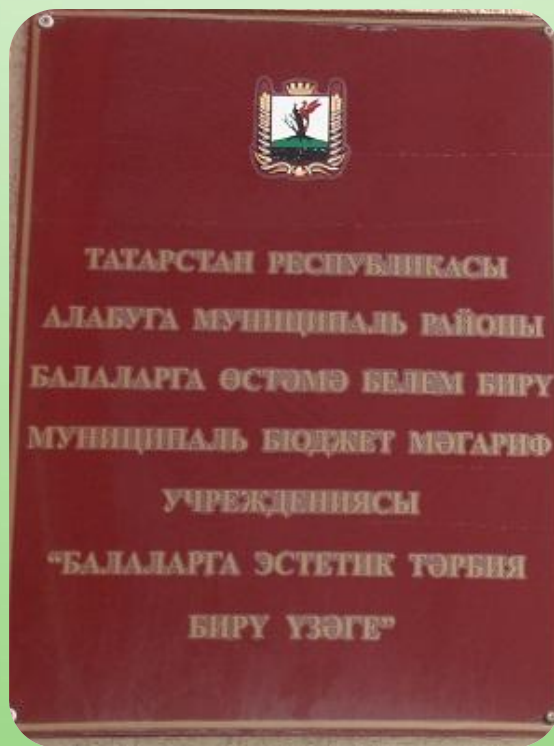 ТАТАРСТАН РЕСПУБЛИКАСЫ
АЛАБУГА МУНИЦИПАЛЬ РАЙОНЫ
БАЛАЛАРГА ӨСТӘМӘ БЕЛЕМ БИРҮ
МУНИЦИПАЛЬ БЮДЖЕТ МӘГАРИФ
УЧРЕЖДЕНИЯСЫ
“БАЛАЛАРГА ЭСТЕТИК ТӘРБИЯ
БИРҮ ҮЗӘГЕ”